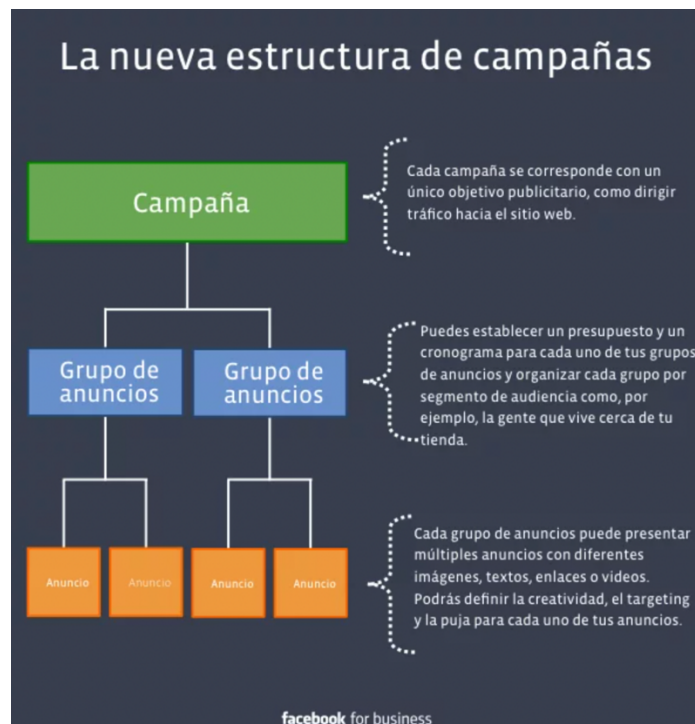 La nueva estructura de campañas
Campaña
Cada campaña se corresponde con un
único objetivo publicitario, como dirigir
tráfico hacia el sitio web.
Grupo de
anuncios
Grupo de
anuncios
Puedes establecer un presupuesto y un
cronograma para cada uno de tus grupos
de anuncios y organizar cada grupo por
segmento de audiencia como, por
ejemplo, la gente que vive cerca de tu
tienda.
Anuncio
Anuncio
Anuncio
Anuncio
Cada grupo de anuncios puede presentar
múltiples anuncios con diferentes
imágenes, textos, enlaces o videos.
Podrás definir la creatividad, el targeting
y la puja para cada uno de tus anuncios.
facebook for business